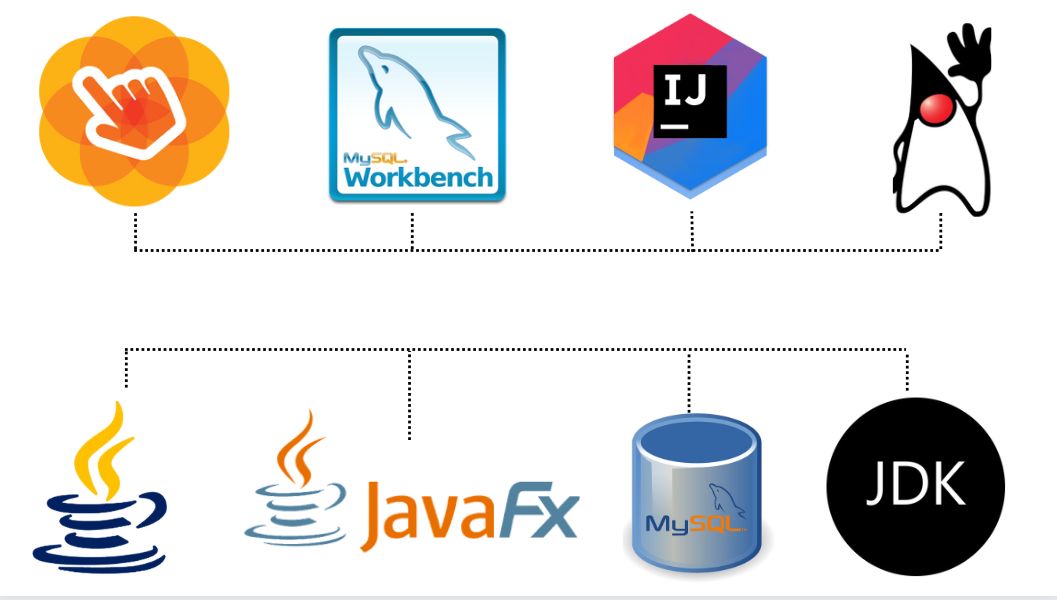 MySQL.
Workbench
IJ
JavaFx
MySQL.
JDK